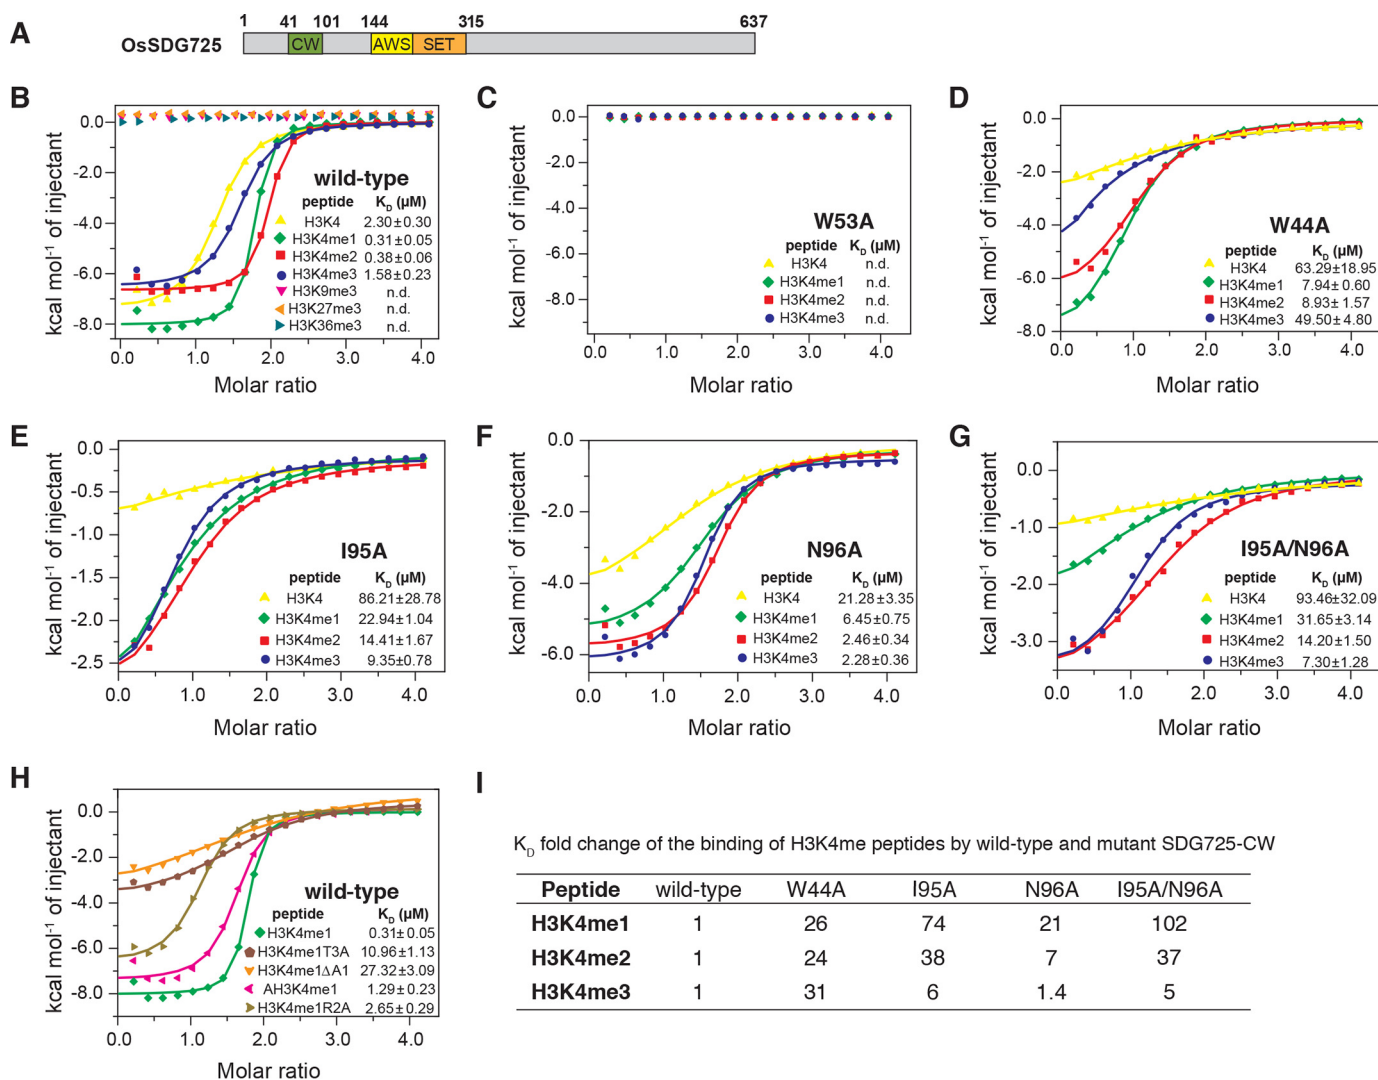 A
1 41 101 144 315 637
OsSDG725 CW AWS SET
B
kcal mol⁻¹ of injectant
0.0
-2.0
-4.0
-6.0
-8.0
wild-type
peptide K_D (µM)
H3K4 2.30±0.30
H3K4me1 0.31±0.05
H3K4me2 0.38±0.06
H3K4me3 1.58±0.23
H3K9me3 n.d.
H3K27me3 n.d.
H3K36me3 n.d.
0.0 1.0 2.0 3.0 4.0
Molar ratio
C
kcal mol⁻¹ of injectant
0.0
-2.0
-4.0
-6.0
-8.0
W53A
peptide K_D (µM)
H3K4 n.d.
H3K4me1 n.d.
H3K4me2 n.d.
H3K4me3 n.d.
0.0 1.0 2.0 3.0 4.0
Molar ratio
D
kcal mol⁻¹ of injectant
0.0
-2.0
-4.0
-6.0
-8.0
W44A
peptide K_D (µM)
H3K4 63.29±18.95
H3K4me1 7.94± 0.60
H3K4me2 8.93± 1.57
H3K4me3 49.50± 4.80
0.0 1.0 2.0 3.0 4.0
Molar ratio
E
kcal mol⁻¹ of injectant
0.0
-0.5
-1.0
-1.5
-2.0
-2.5
I95A
peptide K_D (µM)
H3K4 86.21±28.78
H3K4me1 22.94±1.04
H3K4me2 14.41±1.67
H3K4me3 9.35±0.78
0.0 1.0 2.0 3.0 4.0
Molar ratio
F
kcal mol⁻¹ of injectant
0.0
-2.0
-4.0
-6.0
N96A
peptide K_D (µM)
H3K4 21.28±3.35
H3K4me1 6.45±0.75
H3K4me2 2.46±0.34
H3K4me3 2.28±0.36
0.0 1.0 2.0 3.0 4.0
Molar ratio
G
kcal mol⁻¹ of injectant
0.0
-1.0
-2.0
-3.0
I95A/N96A
peptide K_D (µM)
H3K4 93.46±32.09
H3K4me1 31.65±3.14
H3K4me2 14.20±1.50
H3K4me3 7.30±1.28
0.0 1.0 2.0 3.0 4.0
Molar ratio
H
kcal mol⁻¹ of injectant
0.0
-2.0
-4.0
-6.0
-8.0
wild-type
peptide K_D (µM)
H3K4me1 0.31±0.05
H3K4me1T3A 10.96±1.13
H3K4me1ΔA1 27.32±3.09
AH3K4me1 1.29±0.23
H3K4me1R2A 2.65±0.29
0.0 1.0 2.0 3.0 4.0
Molar ratio
I
K_D fold change of the binding of H3K4me peptides by wild-type and mutant SDG725-CW
Peptide wild-type W44A I95A N96A I95A/N96A
H3K4me1 1 26 74 21 102
H3K4me2 1 24 38 7 37
H3K4me3 1 31 6 1.4 5